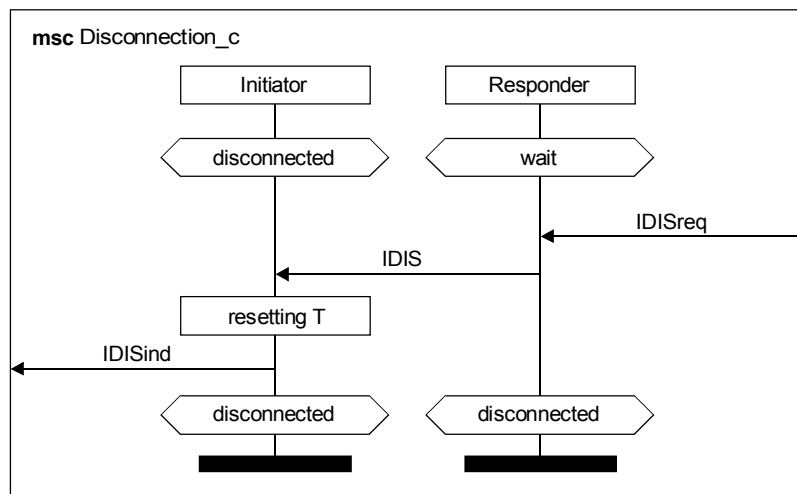 msc Disconnection_c
Initiator Responder
disconnected wait
IDISreq
IDIS
resetting T
IDISind
disconnected disconnected